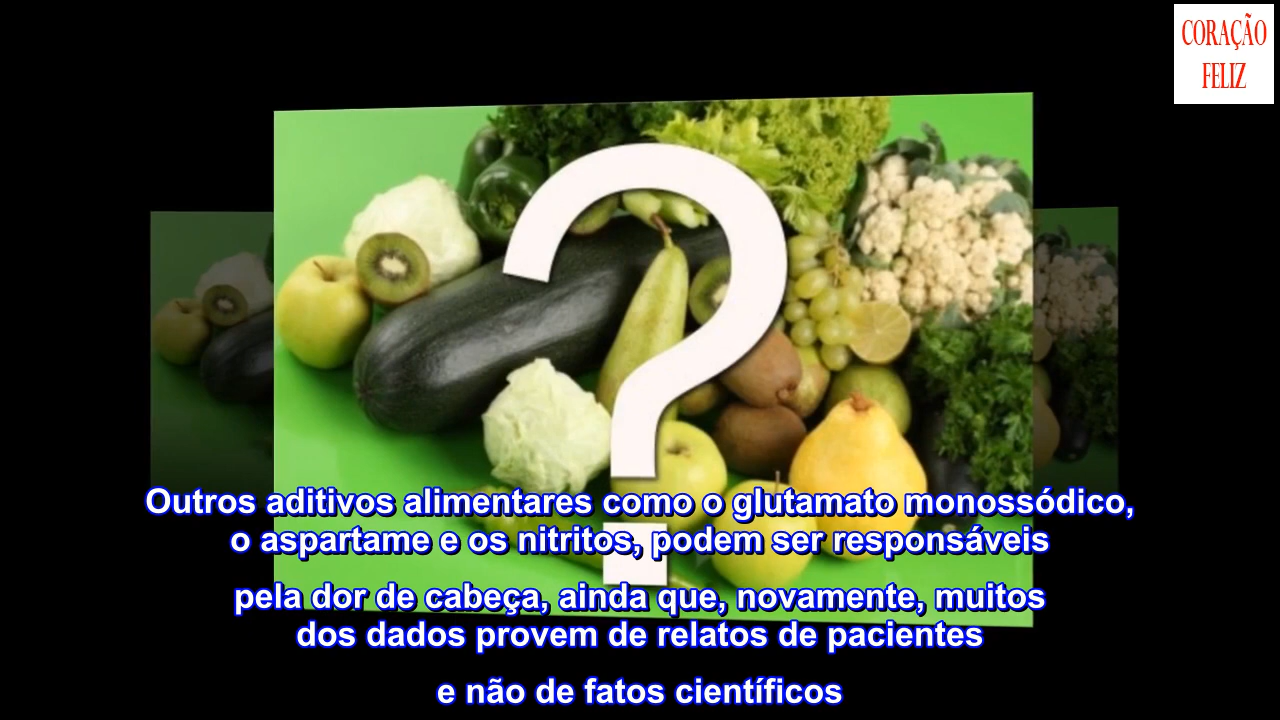 CORAÇÃO
FELIZ
?
Outros aditivos alimentares como o glutamato monossódico,
o aspartame e os nitritos, podem ser responsáveis
pela dor de cabeça, ainda que, novamente, muitos
dos dados provem de relatos de pacientes
e não de fatos científicos